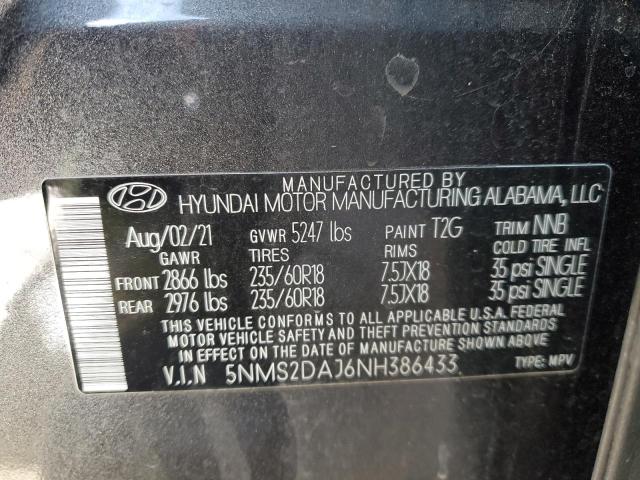 MANUFACTURED BY
HYUNDAI MOTOR MANUFACTURING ALABAMA, LLC
Aug/02/21 GVWR 5247 lbs PAINT T2G TRIM NNB
GAWR TIRES RIMS COLD TIRE INFL
FRONT 2866 lbs 235/60R18 7.5JX18 35 psi SINGLE
REAR 2976 lbs 235/60R18 7.5JX18 35 psi SINGLE
THIS VEHICLE CONFORMS TO ALL APPLICABLE U.S.A. FEDERAL
MOTOR VEHICLE SAFETY AND THEFT PREVENTION STANDARDS
IN EFFECT ON THE DATE OF MANUFACTURE SHOWN ABOVE
V.I.N 5NMS2DAJ6NH386433 TYPE: MPV